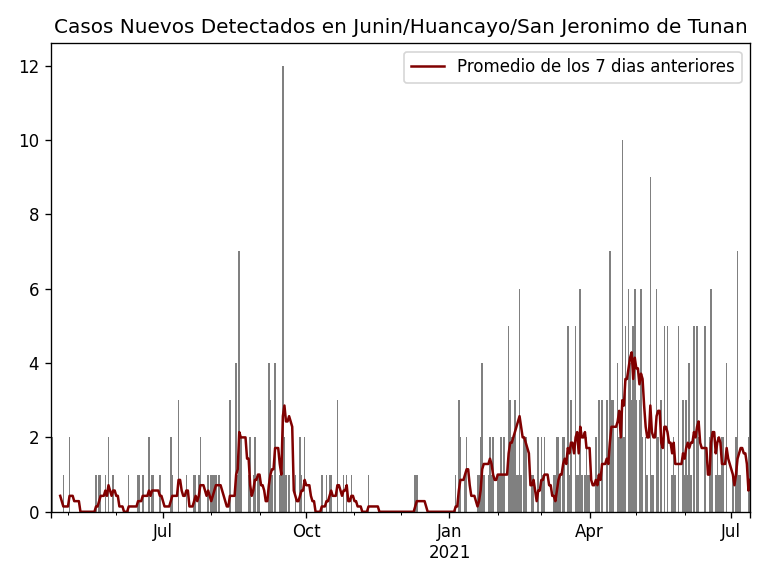 Casos Nuevos Detectados en Junin/Huancayo/San Jeronimo de Tunan
Promedio de los 7 dias anteriores
12
10
8
6
4
2
0
Jul
Oct
Jan
2021
Apr
Jul